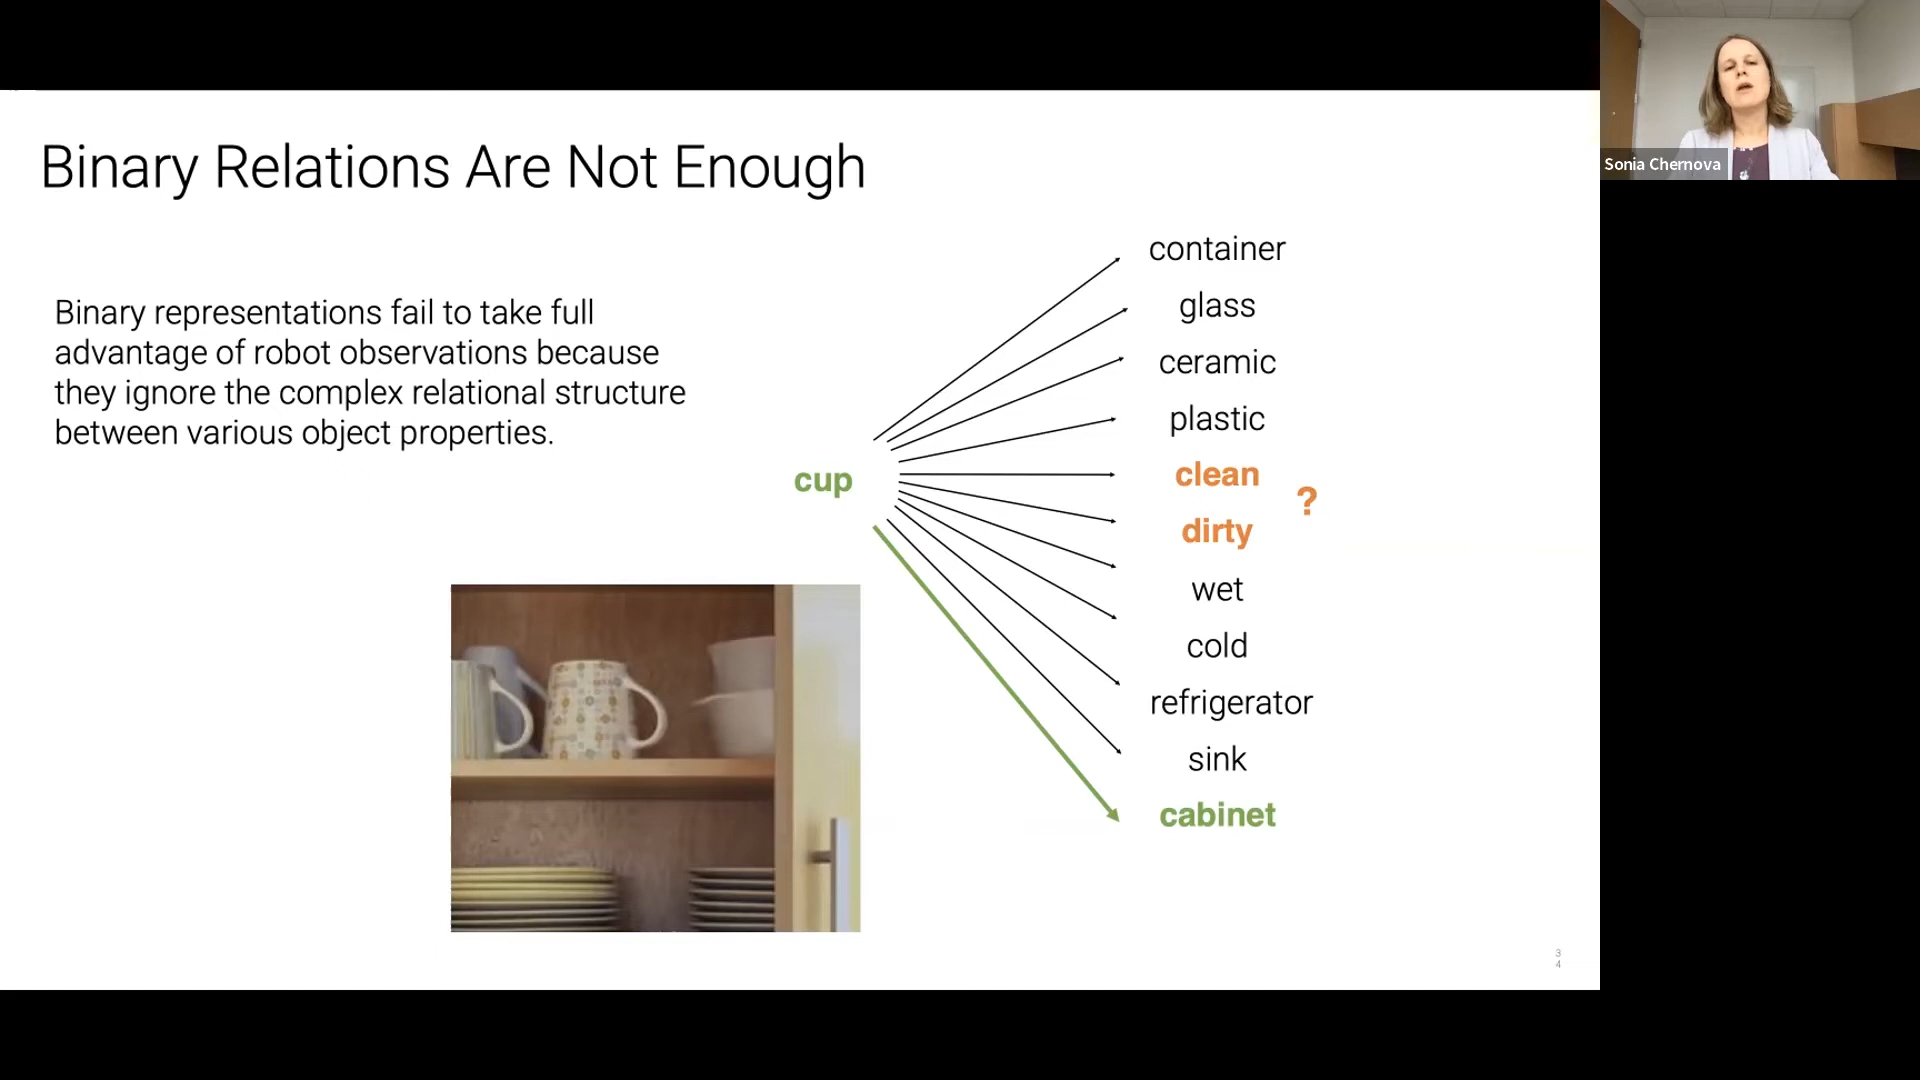 Sonia Chernova
Binary Relations Are Not Enough
Binary representations fail to take full
advantage of robot observations because
they ignore the complex relational structure
between various object properties.
cup
container
glass
ceramic
plastic
clean
?
dirty
wet
cold
refrigerator
sink
cabinet
3
4